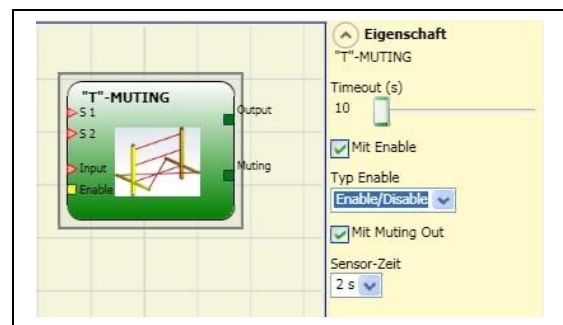 "T"-MUTING
S 1
S 2
Input
Enable
Output
Muting
Eigenschaft
"T"-MUTING
Timeout (s)
10
Mit Enable
Typ Enable
Enable/Disable
Mit Muting Out
Sensor-Zeit
2 s